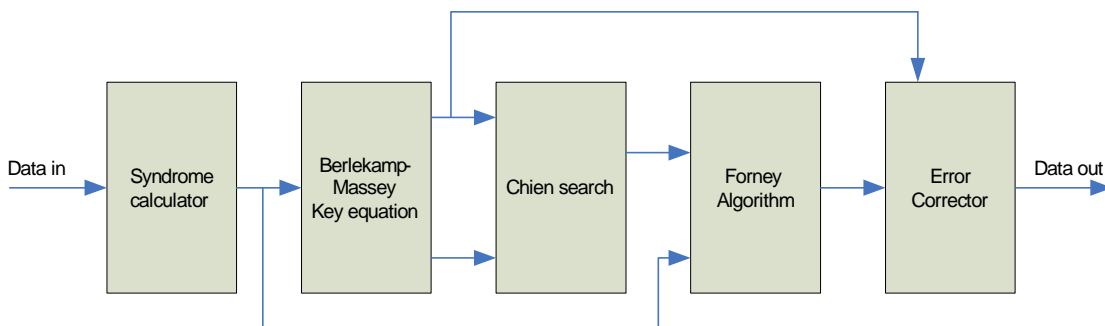 Data in
Syndrome
calculator
Berlekamp-
Massey
Key equation
Chien search
Forney
Algorithm
Error
Corrector
Data out